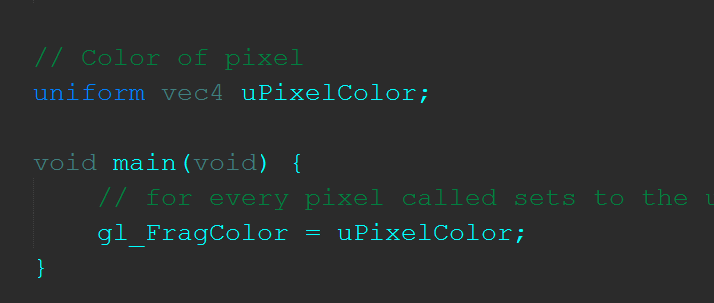 // Color of pixel
uniform vec4 uPixelColor;
void main(void) {
// for every pixel called sets to the
gl_FragColor = uPixelColor;
}